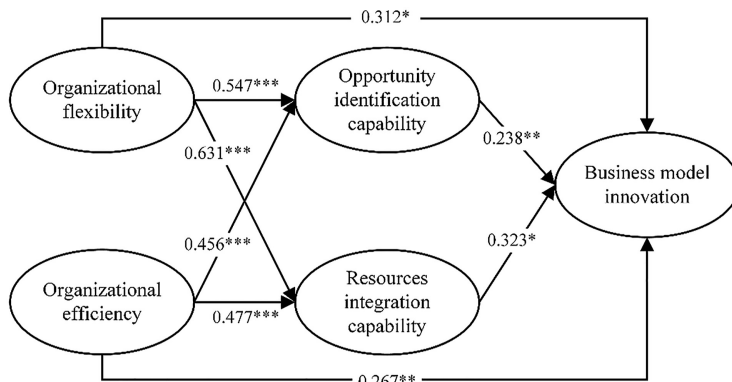 0.312*
Organizational
flexibility
0.547***
Opportunity
identification
capability
0.238**
0.631***
Business model
innovation
0.456***
0.323*
Organizational
efficiency
0.477***
Resources
integration
capability
0.267**